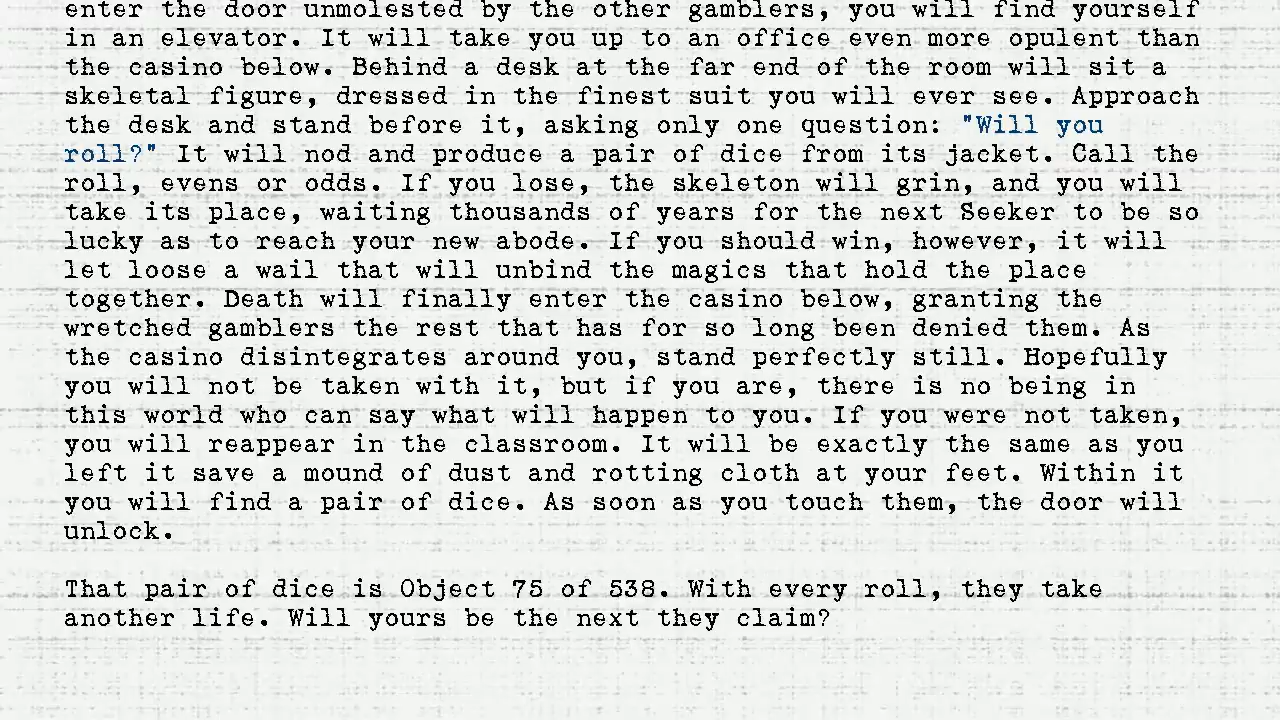 enter the door unmolested by the other gamblers, you will find yourself
in an elevator. It will take you up to an office even more opulent than
the casino below. Behind a desk at the far end of the room will sit a
skeletal figure, dressed in the finest suit you will ever see. Approach
the desk and stand before it, asking only one question: "Will you
roll?" It will nod and produce a pair of dice from its jacket. Call the
roll, evens or odds. If you lose, the skeleton will grin, and you will
take its place, waiting thousands of years for the next Seeker to be so
lucky as to reach your new abode. If you should win, however, it will
let loose a wail that will unbind the magics that hold the place
together. Death will finally enter the casino below, granting the
wretched gamblers the rest that has for so long been denied them. As
the casino disintegrates around you, stand perfectly still. Hopefully
you will not be taken with it, but if you are, there is no being in
this world who can say what will happen to you. If you were not taken,
you will reappear in the classroom. It will be exactly the same as you
left it save a mound of dust and rotting cloth at your feet. Within it
you will find a pair of dice. As soon as you touch them, the door will
unlock.
That pair of dice is Object 75 of 538. With every roll, they take
another life. Will yours be the next they claim?